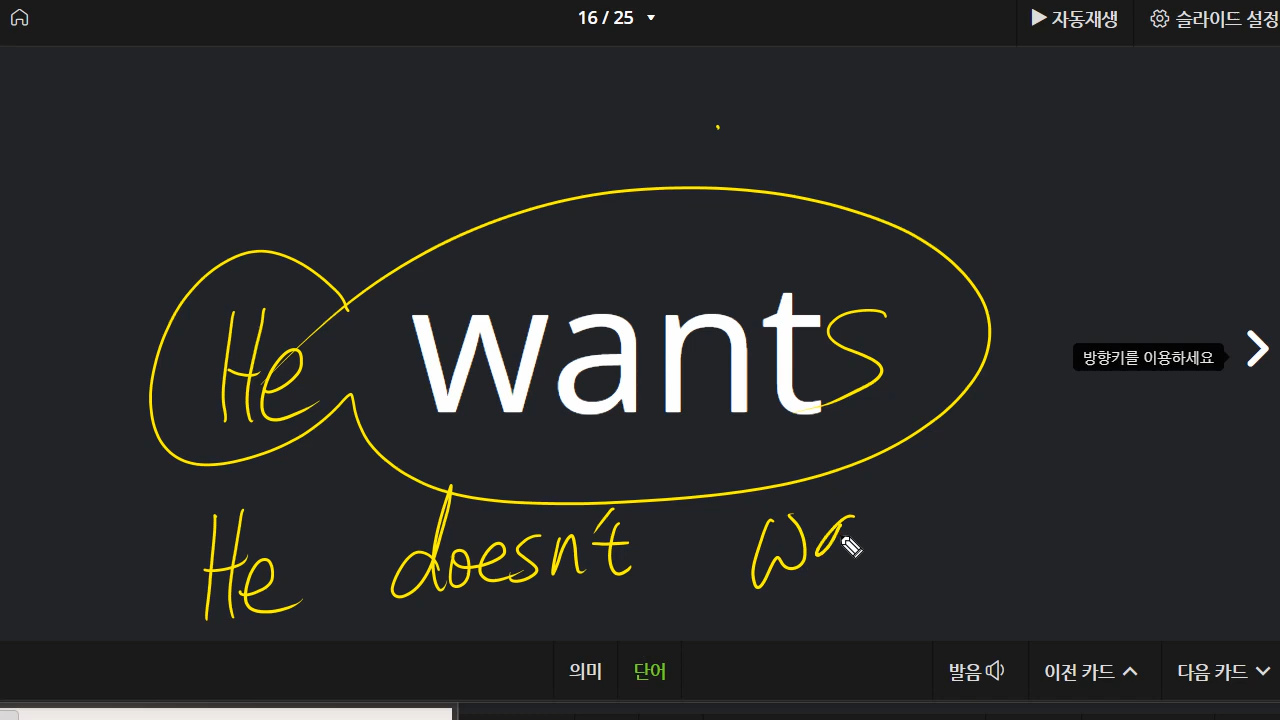 16 / 25
자동재생
슬라이드 설정
He wants
방향키를 이용하세요
He doesn't wa
의미
단어
발음
이전 카드
다음 카드